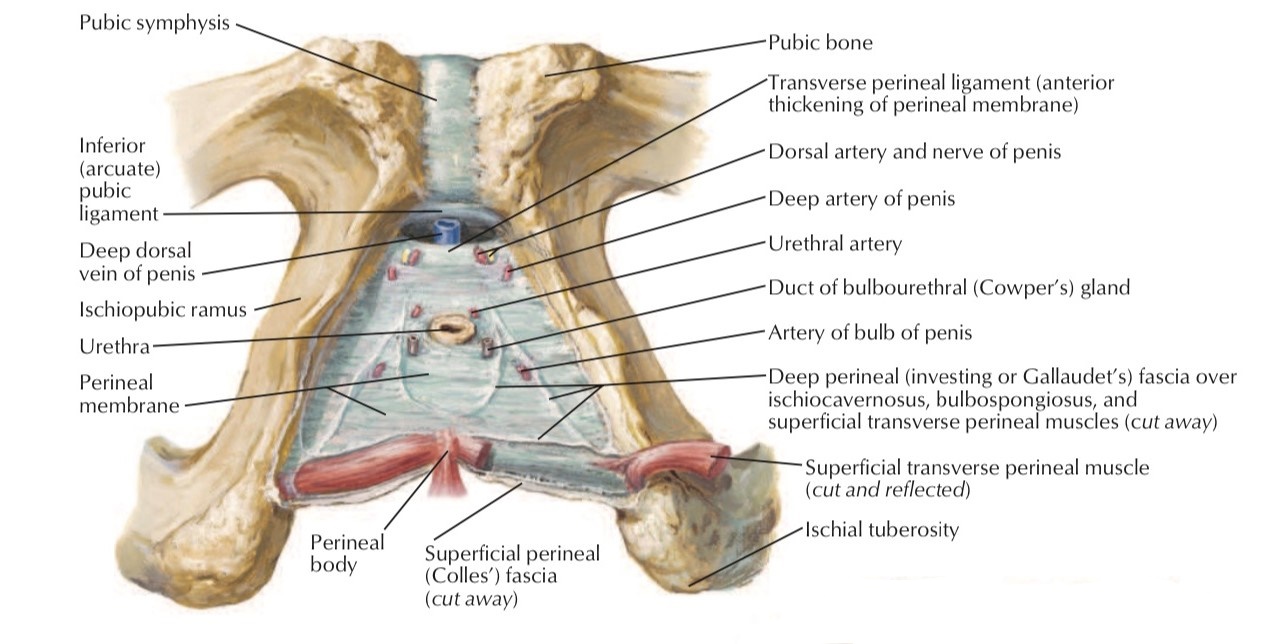 Pubic symphysis
Inferior
(arcuate)
pubic
ligament
Deep dorsal
vein of penis
Ischiopubic ramus
Urethra
Perineal
membrane
Perineal
body
Superficial perineal
(Colles’) fascia
(cut away)
Pubic bone
Transverse perineal ligament (anterior
thickening of perineal membrane)
Dorsal artery and nerve of penis
Deep artery of penis
Urethral artery
Duct of bulbourethral (Cowper’s) gland
Artery of bulb of penis
Deep perineal (investing or Gallaudet’s) fascia over
ischiocavernosus, bulbospongiosus, and
superficial transverse perineal muscles (cut away)
Superficial transverse perineal muscle
(cut and reflected)
Ischial tuberosity